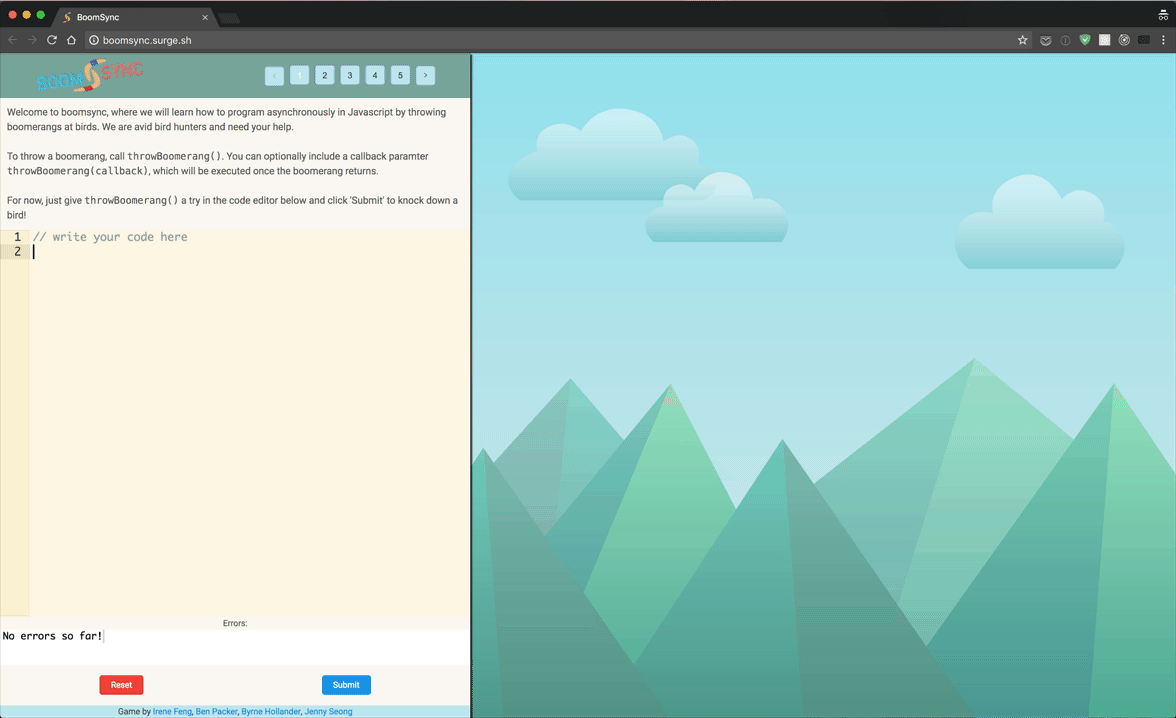 BoomSync
boomsync.surge.sh
BOOM SYNC
‹ 1 2 3 4 5 ›
Welcome to boomsync, where we will learn how to program asynchronously in Javascript by throwing
boomerangs at birds. We are avid bird hunters and need your help.
To throw a boomerang, call throwBoomerang(). You can optionally include a callback paramter
throwBoomerang(callback), which will be executed once the boomerang returns.
For now, just give throwBoomerang() a try in the code editor below and click 'Submit' to knock down a
bird!
1 // write your code here
2
Errors:
No errors so far!
Reset Submit
Game by Irene Feng, Ben Packer, Byrne Hollander, Jenny Seong